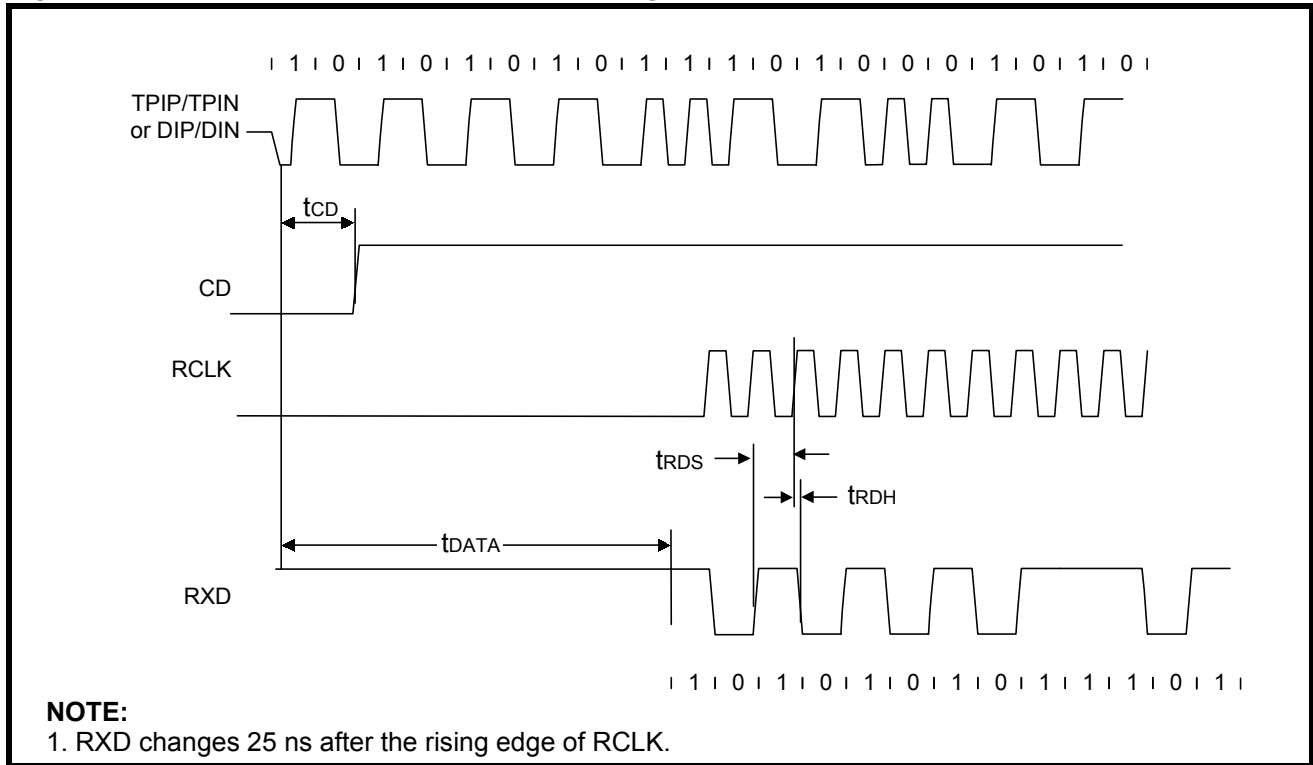 1 0 1 0 1 0 1 0 1 1 1 0 1 0 0 0 1 0 1 0
TPIP/TPIN
or DIP/DIN
tCD
CD
RCLK
tRDS
tRDH
tDATA
RXD
1 0 1 0 1 0 1 0 1 1 1 0 1
NOTE:
1. RXD changes 25 ns after the rising edge of RCLK.